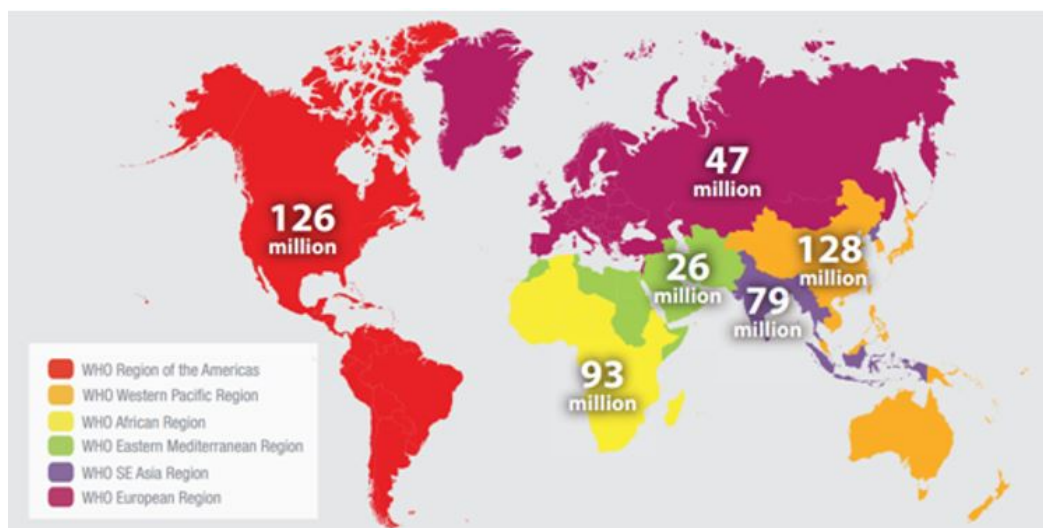 47
million
126
million
26
million
128
million
79
million
93
million
WHO Region of the Americas
WHO Western Pacific Region
WHO African Region
WHO Eastern Mediterranean Region
WHO SE Asia Region
WHO European Region